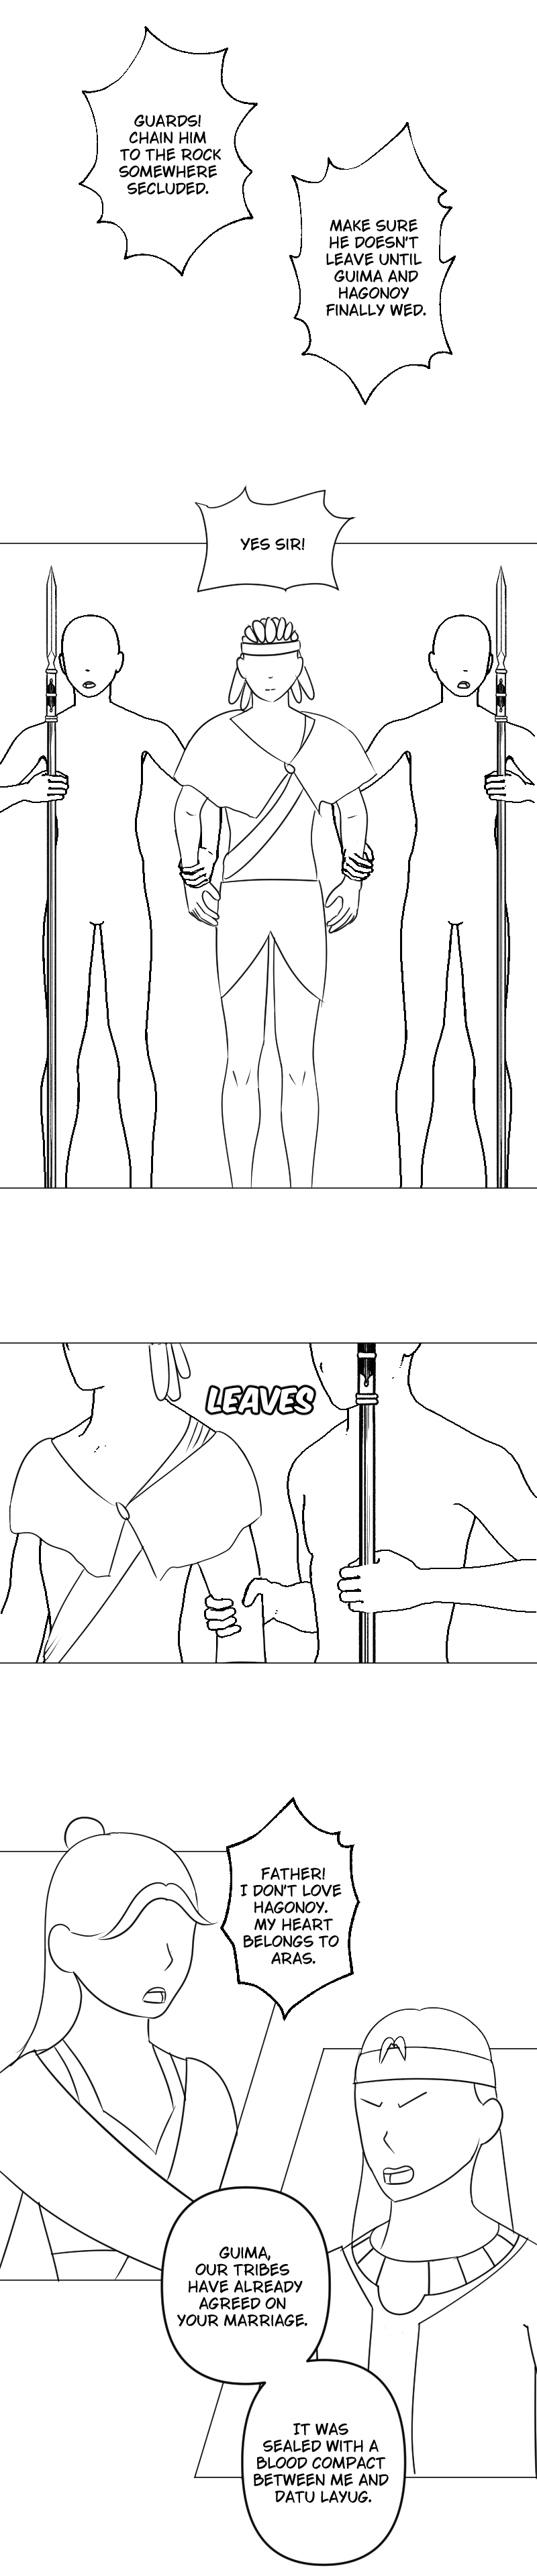 GUARDS!
CHAIN HIM
TO THE ROCK
SOMEWHERE
SECLUDED.
MAKE SURE
HE DOESN'T
LEAVE UNTIL
GUIMA AND
HAGONOY
FINALLY WED.
YES SIR!
LEAVES
FATHER!
I DON'T LOVE
HAGONOY.
MY HEART
BELONGS TO
ARAS.
GUIMA,
OUR TRIBES
HAVE ALREADY
AGREED ON
YOUR MARRIAGE.
IT WAS
SEALED WITH A
BLOOD COMPACT
BETWEEN ME AND
DATU LAYUG.